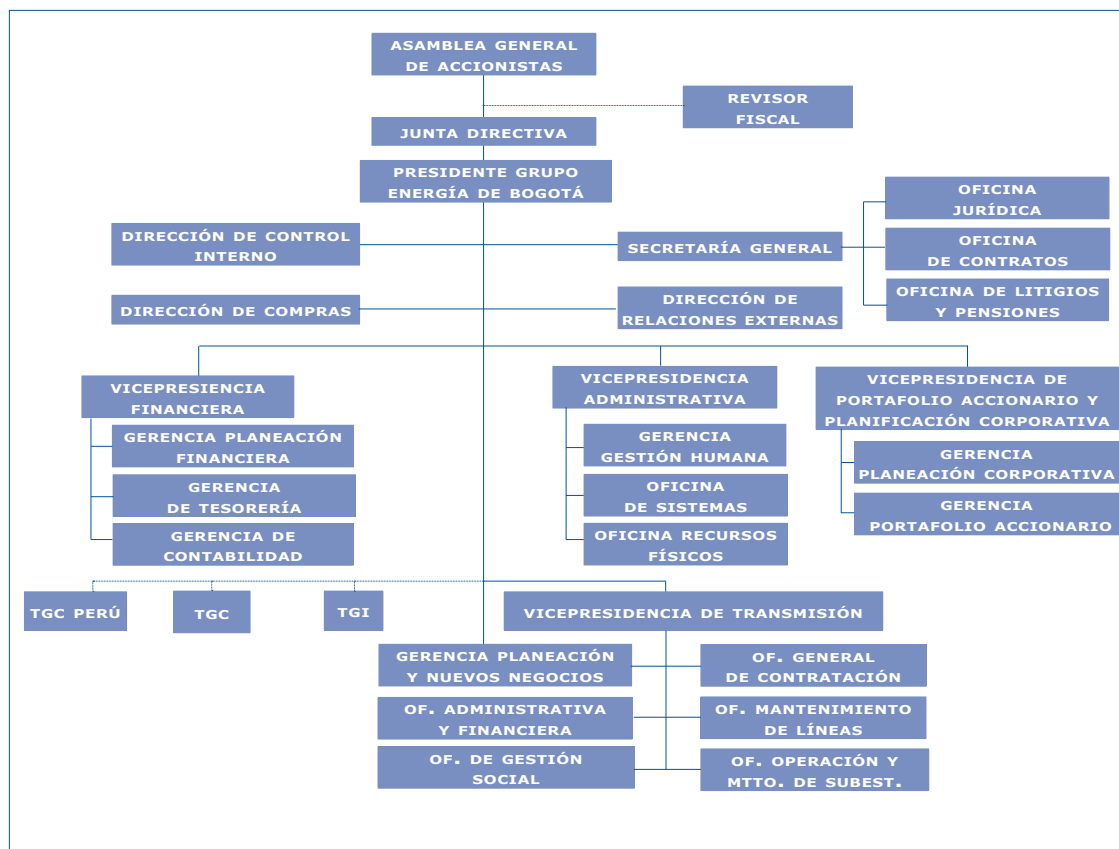 ASAMBLEA GENERAL
DE ACCIONISTAS
REVISOR
FISCAL
JUNTA DIRECTIVA
PRESIDENTE GRUPO
ENERGÍA DE BOGOTÁ
OFICINA
JURÍDICA
DIRECCIÓN DE CONTROL
INTERNO
SECRETARÍA GENERAL
OFICINA
DE CONTRATOS
OFICINA DE LITIGIOS
Y PENSIONES
DIRECCIÓN DE COMPRAS
DIRECCIÓN DE
RELACIONES EXTERNAS
VICEPRESIENCIA
FINANCIERA
GERENCIA PLANEACIÓN
FINANCIERA
GERENCIA
DE TESORERÍA
GERENCIA DE
CONTABILIDAD
VICEPRESIDENCIA
ADMINISTRATIVA
GERENCIA
GESTIÓN HUMANA
OFICINA
DE SISTEMAS
OFICINA RECURSOS
FÍSICOS
VICEPRESIDENCIA DE
PORTAFOLIO ACCIONARIO Y
PLANIFICACIÓN CORPORATIVA
GERENCIA
PLANEACIÓN CORPORATIVA
GERENCIA
PORTAFOLIO ACCIONARIO
TGC PERÚ
TGC
TGI
VICEPRESIDENCIA DE TRANSMISIÓN
GERENCIA PLANEACIÓN
Y NUEVOS NEGOCIOS
OF. GENERAL
DE CONTRATACIÓN
OF. ADMINISTRATIVA
Y FINANCIERA
OF. MANTENIMIENTO
DE LÍNEAS
OF. DE GESTIÓN
SOCIAL
OF. OPERACIÓN Y
MTTO. DE SUBEST.